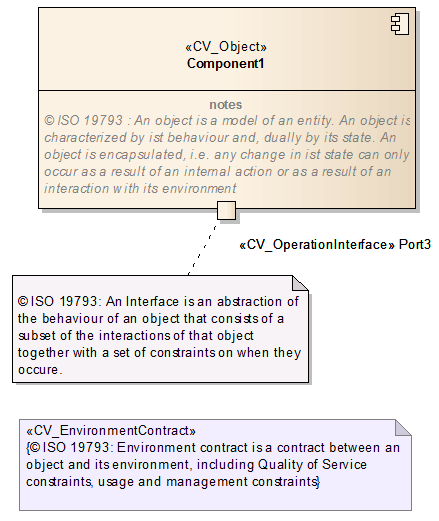 «CV_Object»
Component1
notes
© ISO 19793 : An object is a model of an entity. An object is
characterized by ist behaviour and, dually by its state. An
object is encapsulated, i.e. any change in ist state can only
occur as a result of an internal action or as a result of an
interaction with its environment
«CV_OperationInterface» Port3
© ISO 19793: An Interface is an abstraction of
the behaviour of an object that consists of a
subset of the interactions of that object
together with a set of constraints on when they
occure.
«CV_EnvironmentContract»
{© ISO 19793: Environment contract is a contract between an
object and its environment, including Quality of Service
constraints, usage and management constraints}